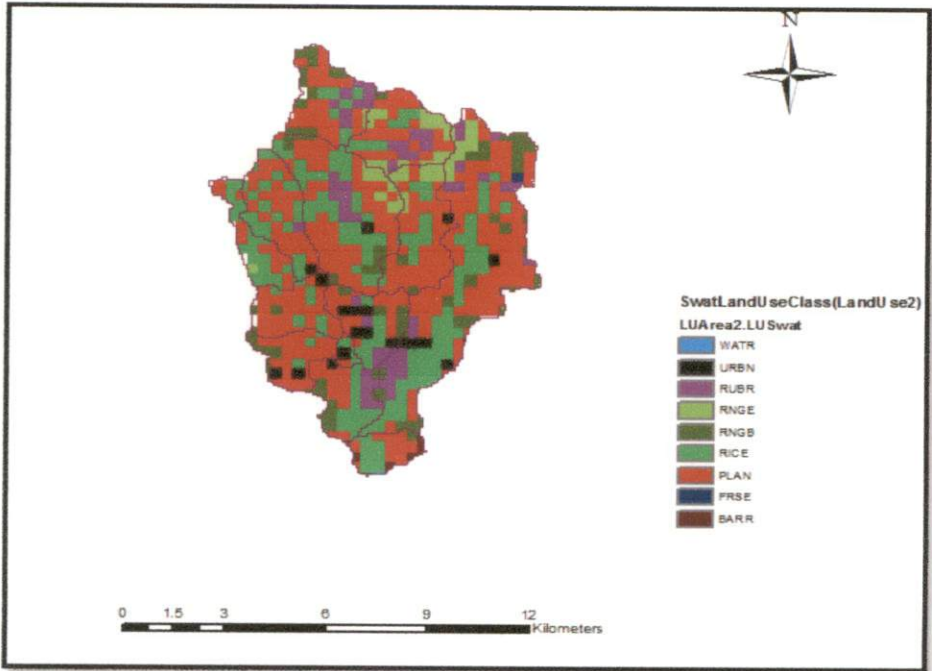 N
SwatLandUseClass(LandUse2)
LUArea2.LUSwat
WATR
URBN
RUBR
RNGE
RNGB
RICE
PLAN
FRSE
BARR
0 1.5 3 6 9 12
Kilometers